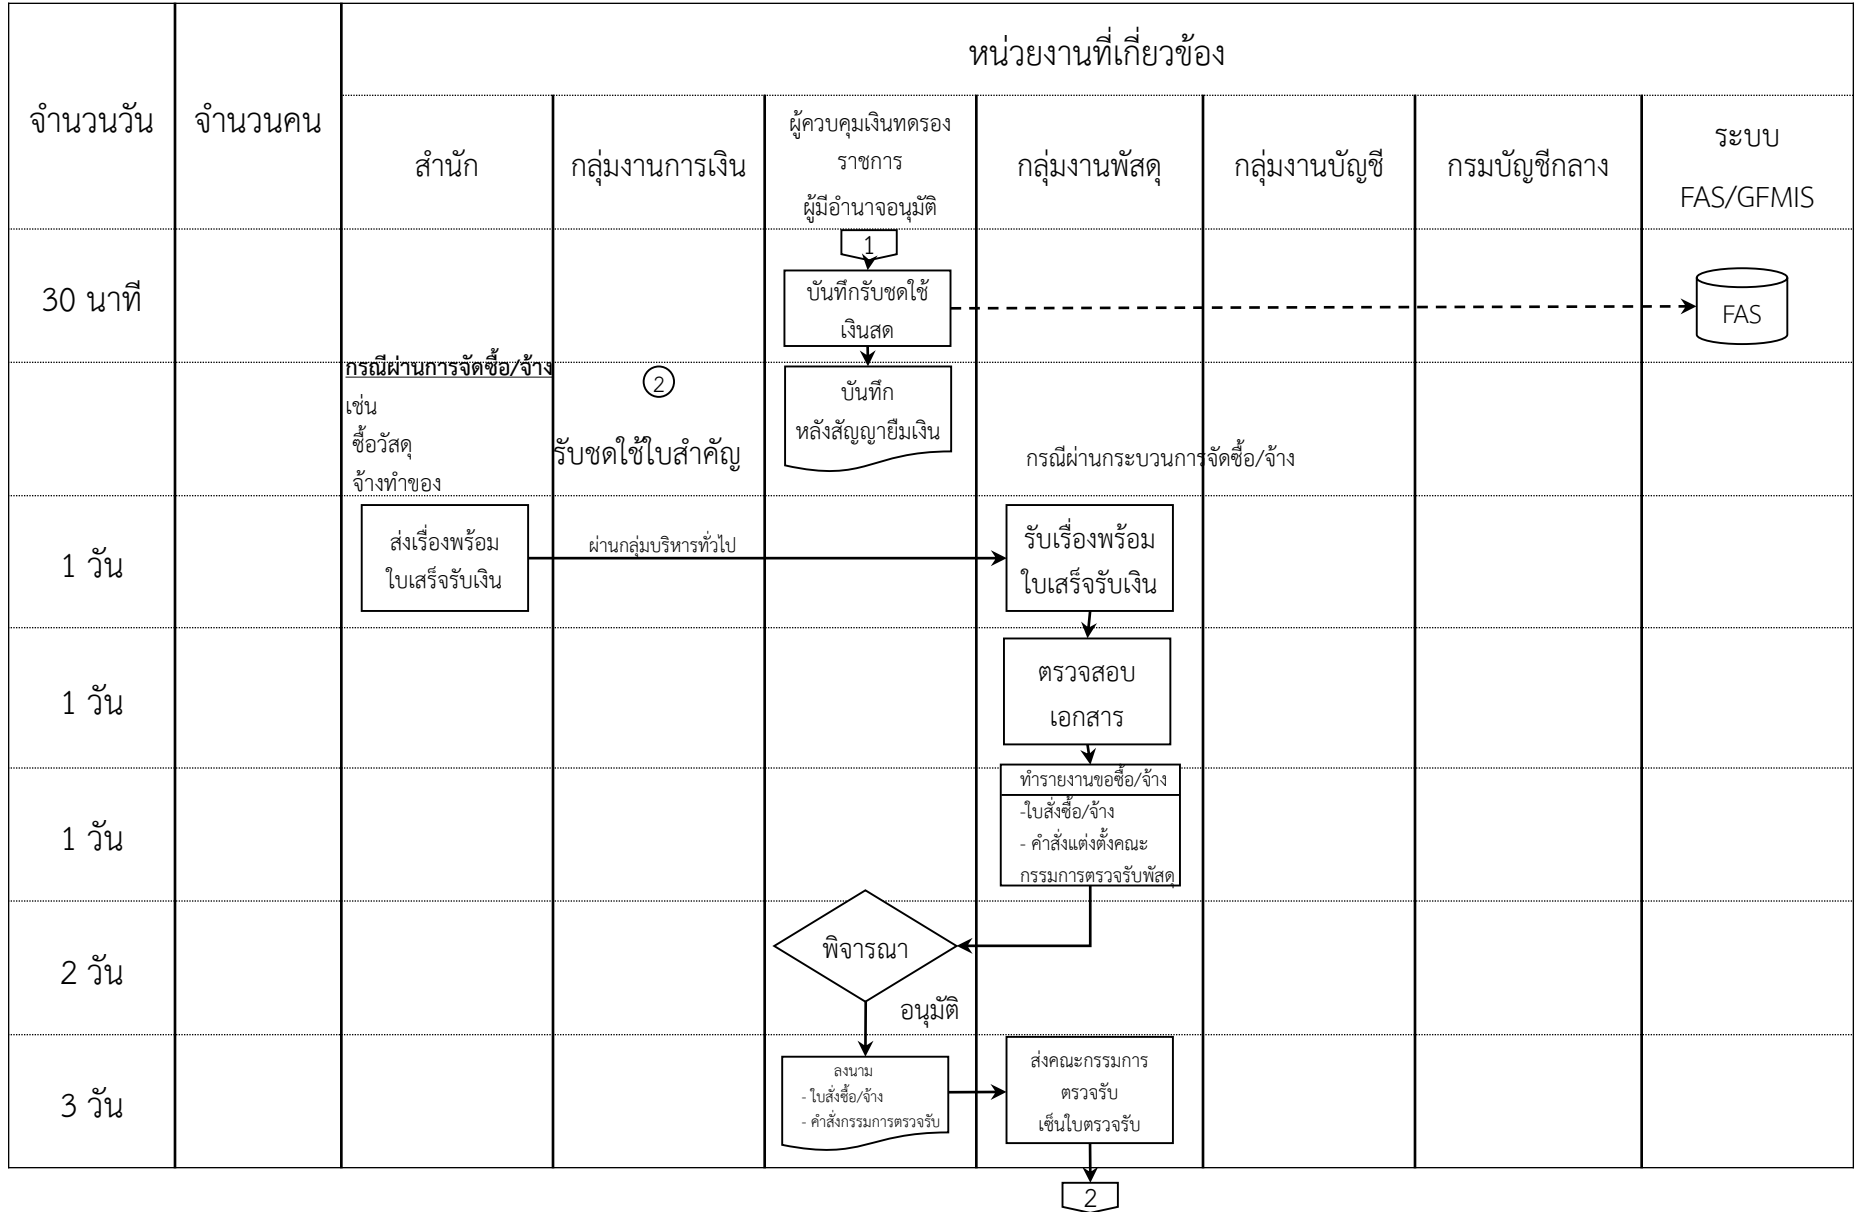 หน่วยงานที่เกี่ยวข้อง
จำนวนวัน
จำนวนคน
สำนัก
กลุ่มงานการเงิน
ผู้ควบคุมเงินทดรอง
ราชการ
ผู้มีอำนาจอนุมัติ
กลุ่มงานพัสดุ
กลุ่มงานบัญชี
กรมบัญชีกลาง
ระบบ
FAS/GFMIS
1
30 นาที
บันทึกรับชดใช้
เงินสด
FAS
กรณีผ่านการจัดซื้อ/จ้าง
เช่น
ซื้อวัสดุ
จ้างทำของ
2
รับชดใช้ใบสำคัญ
บันทึก
หลังสัญญายืมเงิน
กรณีผ่านกระบวนการจัดซื้อ/จ้าง
1 วัน
ส่งเรื่องพร้อม
ใบเสร็จรับเงิน
ผ่านกลุ่มบริหารทั่วไป
รับเรื่องพร้อม
ใบเสร็จรับเงิน
1 วัน
ตรวจสอบ
เอกสาร
1 วัน
ทำรายงานขอซื้อ/จ้าง
-ใบสั่งซื้อ/จ้าง
- คำสั่งแต่งตั้งคณะ
กรรมการตรวจรับพัสดุ
2 วัน
พิจารณา
อนุมัติ
3 วัน
ลงนาม
- ใบสั่งซื้อ/จ้าง
- คำสั่งกรรมการตรวจรับ
ส่งคณะกรรมการ
ตรวจรับ
เซ็นใบตรวจรับ
2